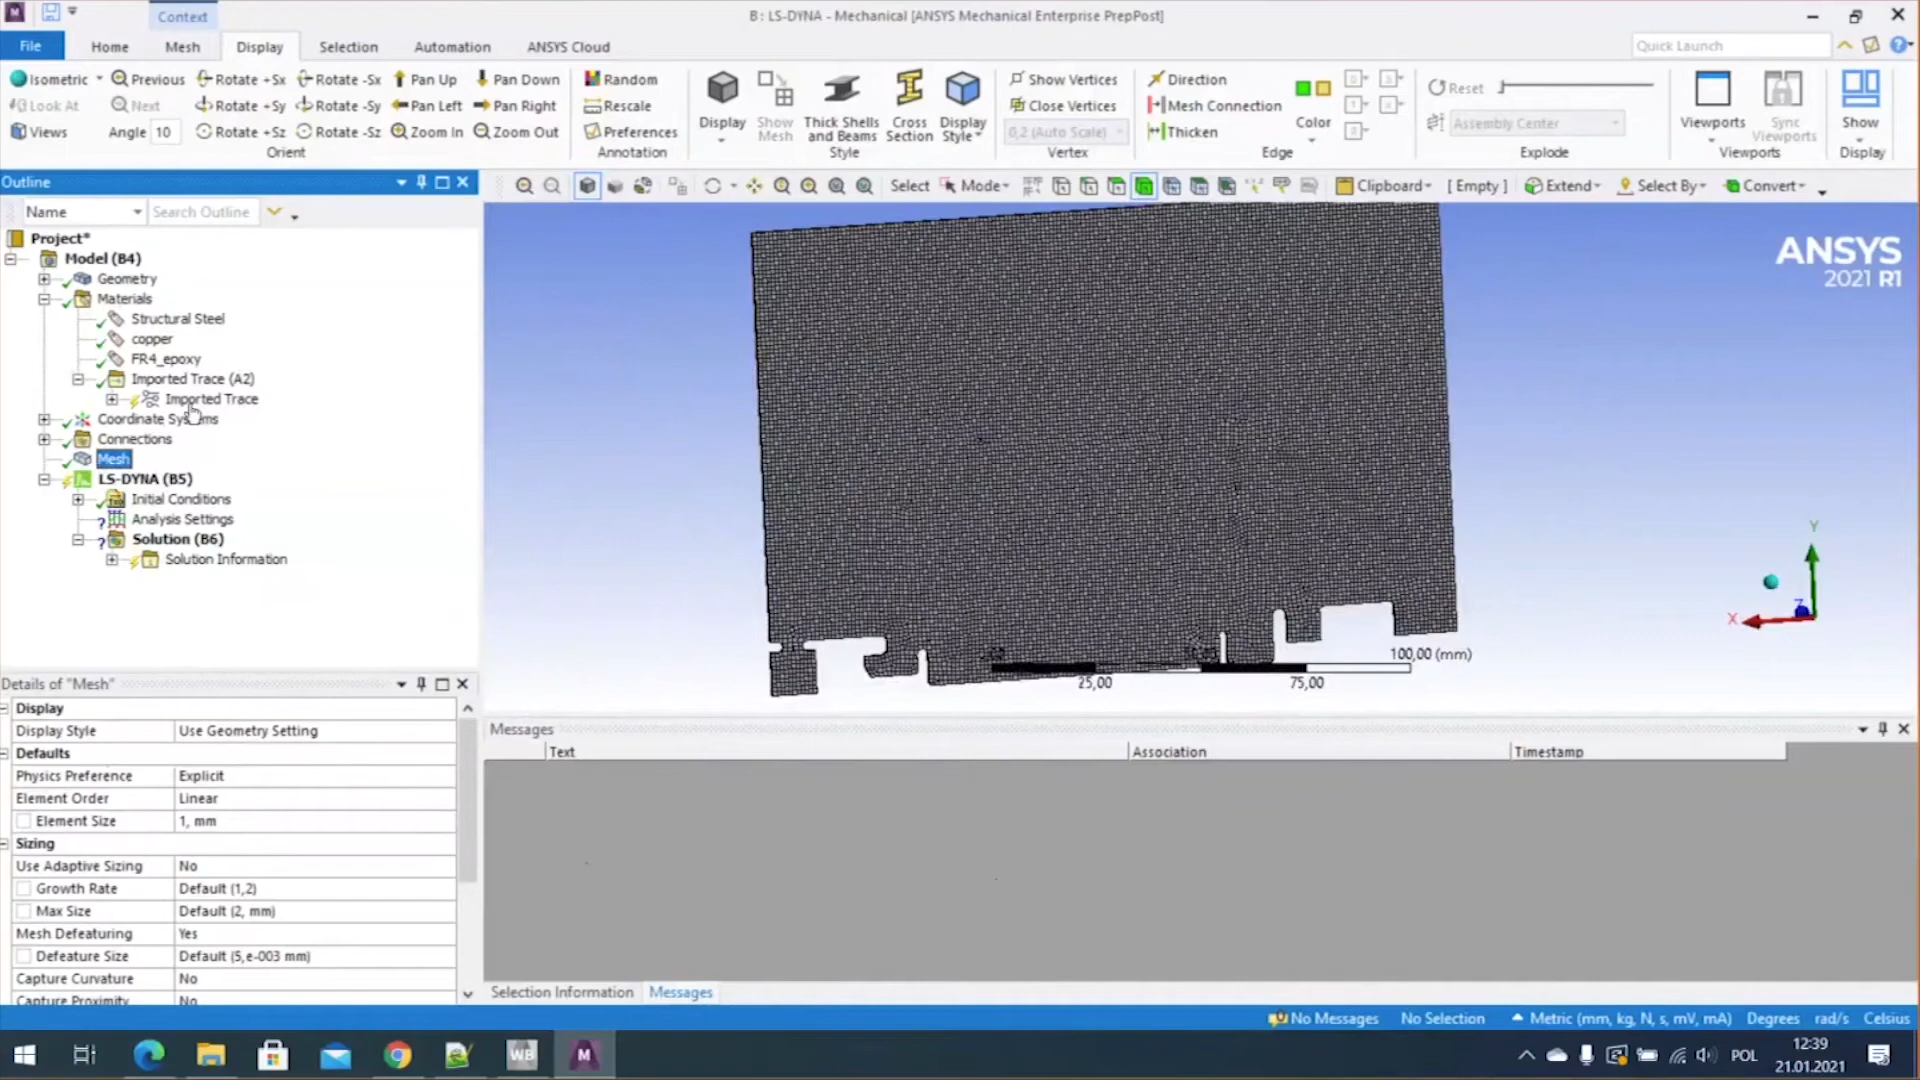 Context
B : LS-DYNA - Mechanical [ANSYS Mechanical Enterprise PrepPost]
File Home Mesh Display Selection Automation ANSYS Cloud
Quick Launch
Isometric Previous Rotate +Sx Rotate -Sx Pan Up Pan Down
Look At Next Rotate +Sy Rotate -Sy Pan Left Pan Right
Views Angle 10 Rotate +Sz Rotate -Sz Zoom In Zoom Out
Orient
Random
Rescale
Preferences
Annotation
Display
Show Mesh
Thick Shells and Beams
Cross Section
Display Style
Style
Show Vertices
Close Vertices
0,2 (Auto Scale)
Vertex
Direction
Mesh Connection
Thicken
Color
Edge
Reset
Assembly Center
Explode
Viewports
Sync Viewports
Viewports
Show
Display
Outline
Name Search Outline
Select Mode Clipboard [ Empty ] Extend Select By Convert
Project*
Model (B4)
Geometry
Materials
Structural Steel
copper
FR4_epoxy
Imported Trace (A2)
Imported Trace
Coordinate Systems
Connections
Mesh
LS-DYNA (B5)
Initial Conditions
Analysis Settings
Solution (B6)
Solution Information
ANSYS
2021 R1
Y
Z
X
100,00 (mm)
25,00 75,00
Details of "Mesh"
Display
Display Style Use Geometry Setting
Defaults
Physics Preference Explicit
Element Order Linear
Element Size 1, mm
Sizing
Use Adaptive Sizing No
Growth Rate Default (1,2)
Max Size Default (2, mm)
Mesh Defeaturing Yes
Defeature Size Default (5,e-003 mm)
Capture Curvature No
Capture Proximity No
Messages
Text Association Timestamp
Selection Information Messages
No Messages No Selection Metric (mm, kg, N, s, mV, mA) Degrees rad/s Celsius
WB M
POL
12:39
21.01.2021